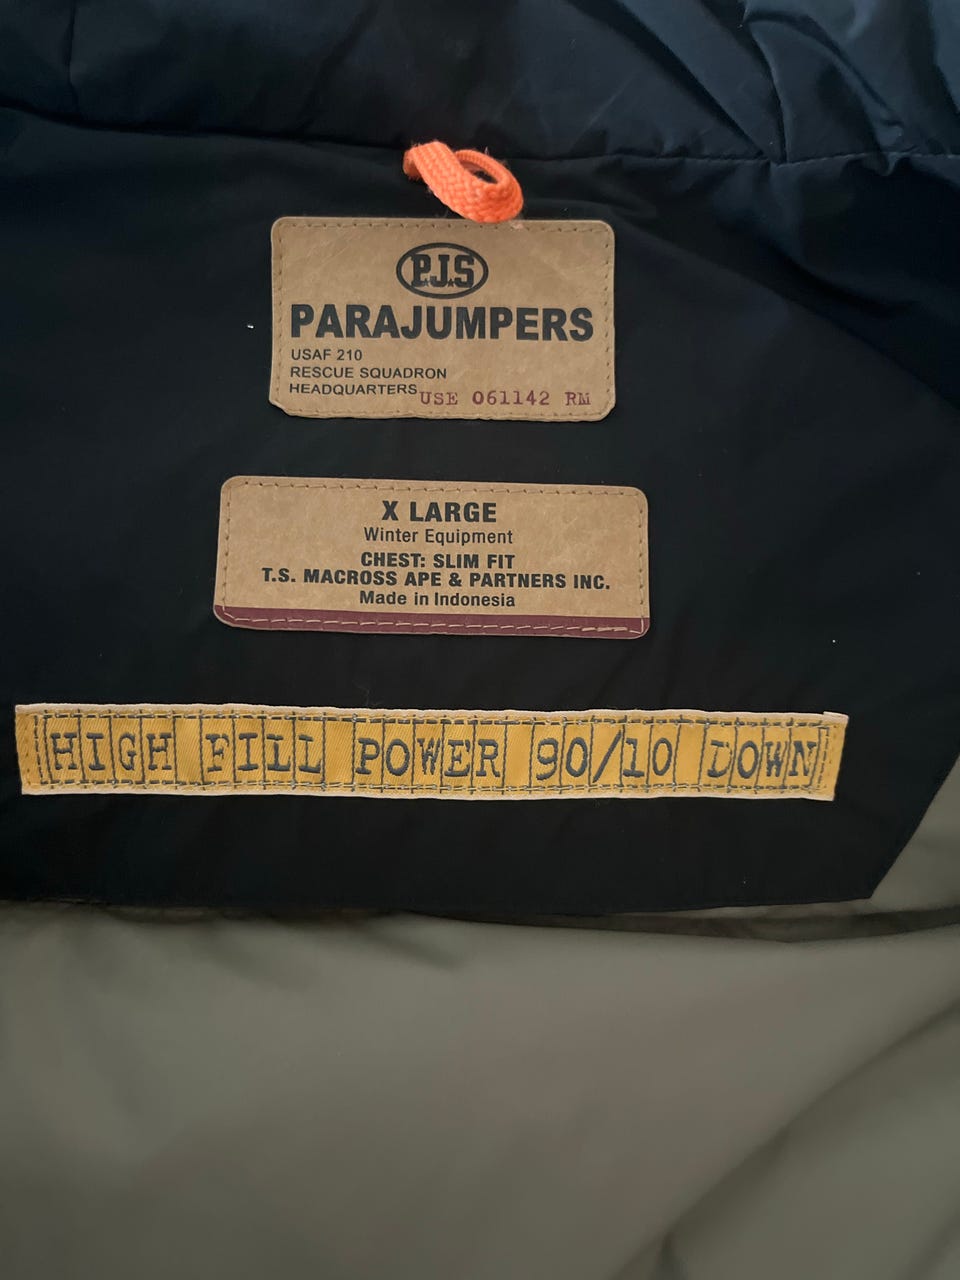 P.J.S
PARAJUMPERS
USAF 210
RESCUE SQUADRON
HEADQUARTERS USE 061142 RM
X LARGE
Winter Equipment
CHEST: SLIM FIT
T.S. MACROSS APE & PARTNERS INC.
Made in Indonesia
HIGH FILL POWER 90/10 DOWN